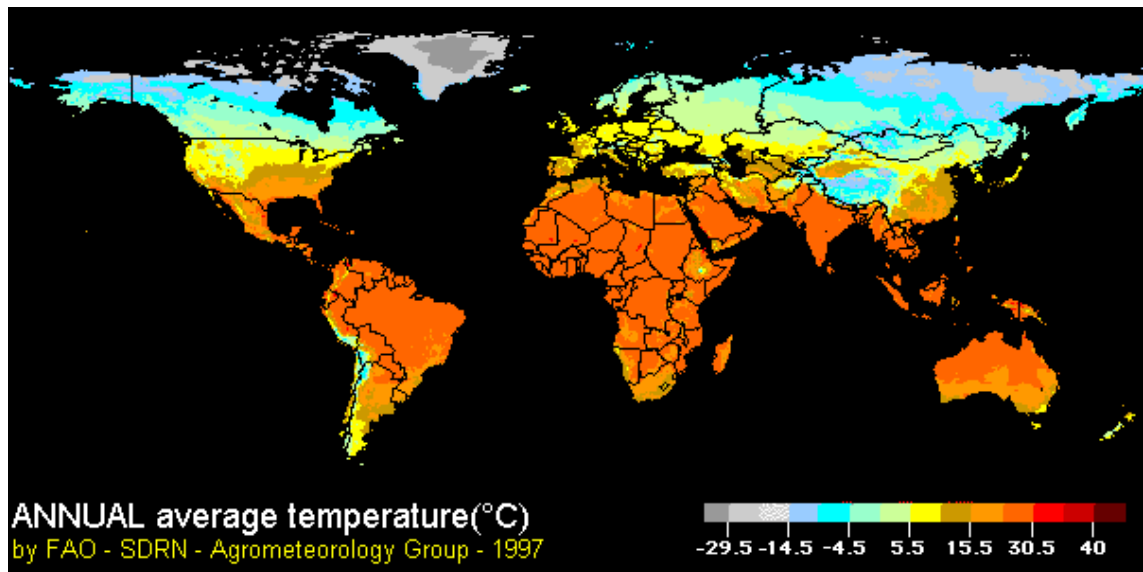 ANNUAL average temperature(°C)
by FAO - SDRN - Agrometeorology Group - 1997
-29.5 -14.5 -4.5 5.5 15.5 30.5 40